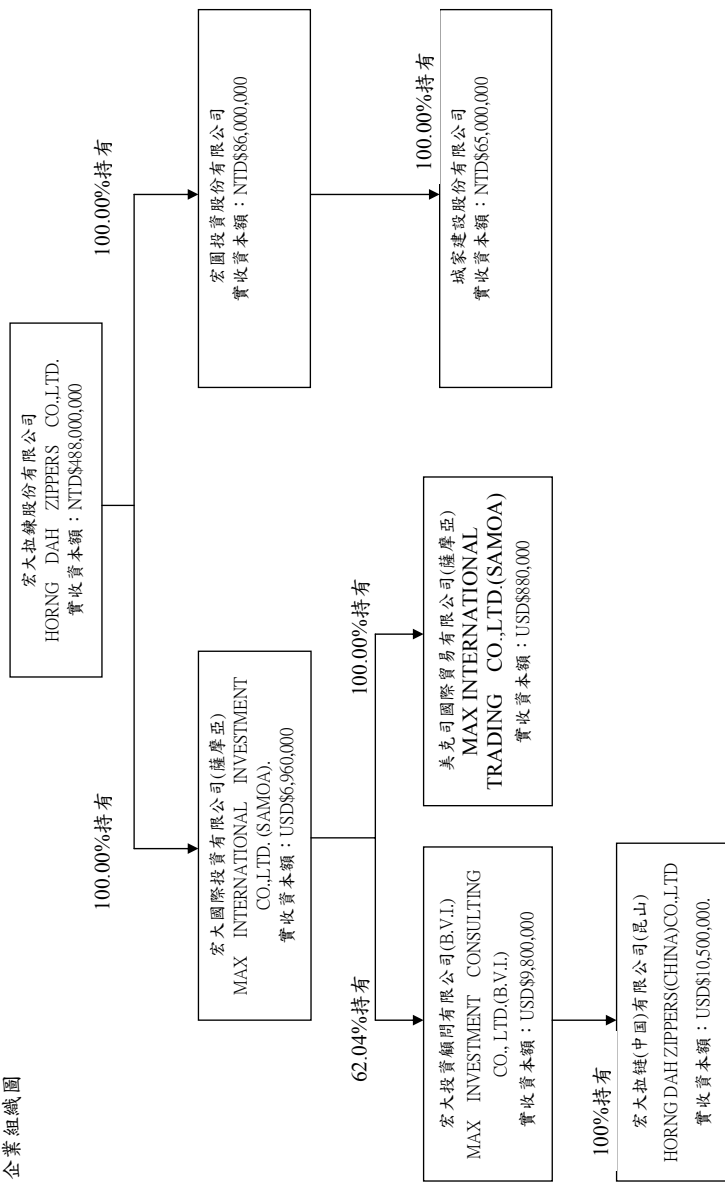 企業組織圖
宏大拉鍊股份有限公司
HORNG DAH ZIPPERS CO.,LTD.
實收資本額：NTD$488,000,000
100.00%持有
100.00%持有
宏大國際投資有限公司(薩摩亞)
MAX INTERNATIONAL INVESTMENT
CO.,LTD. (SAMOA).
實收資本額：USD$6,960,000
宏圓投資股份有限公司
實收資本額：NTD$86,000,000
62.04%持有
100.00%持有
100.00%持有
宏大投資顧問有限公司(B.V.I.)
MAX INVESTMENT CONSULTING
CO., LTD.(B.V.I.)
實收資本額：USD$9,800,000
美克司國際貿易有限公司(薩摩亞)
MAX INTERNATIONAL
TRADING CO.,LTD.(SAMOA)
實收資本額：USD$880,000
城家建設股份有限公司
實收資本額：NTD$65,000,000
100%持有
宏大拉链(中国)有限公司(昆山)
HORNG DAH ZIPPERS(CHINA)CO.,LTD
實收資本額：USD$10,500,000.